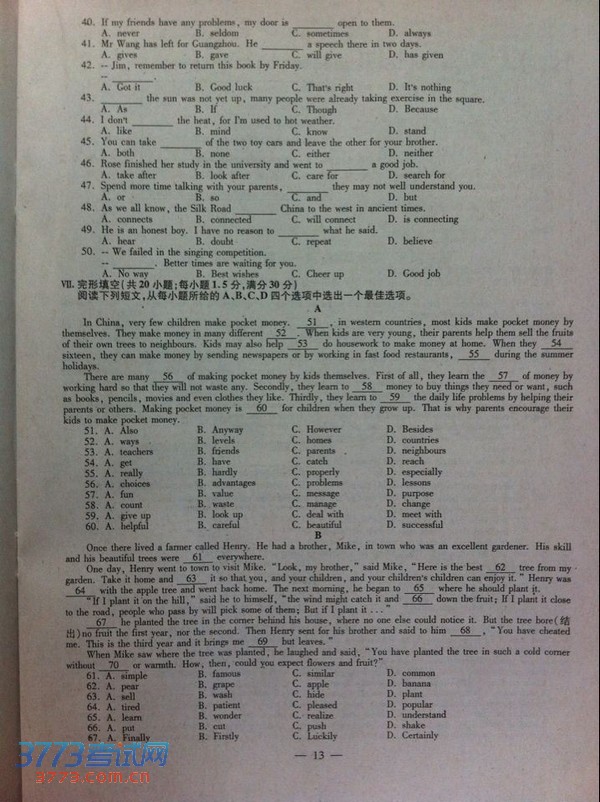 40. If my friends have any problems, my door is ______ open to them.
A. never B. seldom C. sometimes D. always
41. Mr Wang has left for Guangzhou. He ______ a speech there in two days.
A. gives B. gave C. will give D. has given
42. -- Jim, remember to return this book by Friday.
-- ______.
A. Got it B. Good luck C. That's right D. It's nothing
43. ______ the sun was not yet up, many people were already taking exercise in the square.
A. As B. If C. Though D. Because
44. I don't ______ the heat, for I'm used to hot weather.
A. like B. mind C. know D. stand
45. You can take ______ of the two toy cars and leave the other for your brother.
A. both B. none C. either D. neither
46. Rose finished her study in the university and went to ______ a good job.
A. take after B. look after C. care for D. search for
47. Spend more time talking with your parents, ______ they may not well understand you.
A. or B. so C. and D. but
48. As we all know, the Silk Road ______ China to the west in ancient times.
A. connects B. connected C. will connect D. is connecting
49. He is an honest boy. I have no reason to ______ what he said.
A. hear B. doubt C. repeat D. believe
50. -- We failed in the singing competition.
-- ______. Better times are waiting for you.
A. No way B. Best wishes C. Cheer up D. Good job
Ⅶ. 完形填空(共20小题;每小题1.5分,满分30分)
阅读下列短文,从每小题所给的A、B、C、D四个选项中选出一个最佳选项。
A
In China, very few children make pocket money. 51 , in western countries, most kids make pocket money by
themselves. They make money in many different 52 . When kids are very young, their parents help them sell the fruits
of their own trees to neighbours. Kids may also help 53 do housework to make money at home. When they 54
sixteen, they can make money by sending newspapers or by working in fast food restaurants, 55 during the summer
holidays.
There are many 56 of making pocket money by kids themselves. First of all, they learn the 57 of money by
working hard so that they will not waste any. Secondly, they learn to 58 money to buy things they need or want, such
as books, pencils, movies and even clothes they like. Thirdly, they learn to 59 the daily life problems by helping their
parents or others. Making pocket money is 60 for children when they grow up. That is why parents encourage their
kids to make pocket money.
51. A. Also B. Anyway C. However D. Besides
52. A. ways B. levels C. homes D. countries
53. A. teachers B. friends C. parents D. neighbours
54. A. get B. have C. catch D. reach
55. A. really B. hardly C. properly D. especially
56. A. choices B. advantages C. problems D. lessons
57. A. fun B. value C. message D. purpose
58. A. count B. waste C. manage D. change
59. A. give up B. look up C. deal with D. meet with
60. A. helpful B. careful C. beautiful D. successful
B
Once there lived a farmer called Henry. He had a brother, Mike, in town who was an excellent gardener. His skill
and his beautiful trees were 61 everywhere.
One day, Henry went to town to visit Mike. "Look, my brother," said Mike, "Here is the best 62 tree from my
garden. Take it home and 63 it so that you, and your children, and your children's children can enjoy it." Henry was
64 with the apple tree and went back home. The next morning, he began to 65 where he should plant it.
"If I plant it on the hill," said he to himself, "the wind might catch it and 66 down the fruit; If I plant it close
to the road, people who pass by will pick some of them; But if I plant it . . ."
67 he planted the tree in the corner behind his house, where no one else could notice it. But the tree bore(结
出)no fruit the first year, nor the second. Then Henry sent for his brother and said to him 68 , "You have cheated
me. This is the third year and it brings me 69 but leaves."
When Mike saw where the tree was planted, he laughed and said, "You have planted the tree in such a cold corner
without 70 or warmth. How, then, could you expect flowers and fruit?"
61. A. simple B. famous C. similar D. common
62. A. pear B. grape C. apple D. banana
63. A. sell B. wash C. hide D. plant
64. A. tired B. patient C. pleased D. popular
65. A. learn B. wonder C. realize D. understand
66. A. put B. cut C. push D. shake
67. A. Finally B. Firstly C. Luckily D. Certainly
— 13 —
3773考试网
3773.com.cn